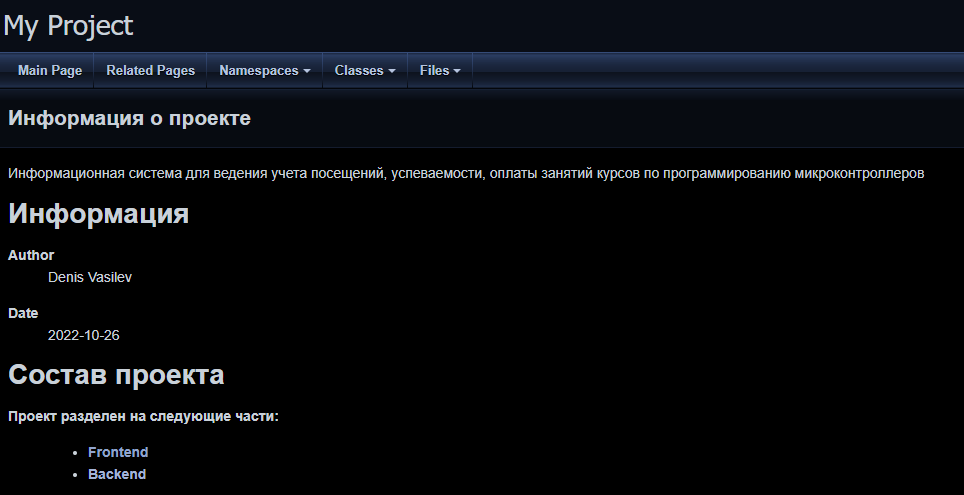 My Project
Main Page Related Pages Namespaces Classes Files
Информация о проекте
Информационная система для ведения учета посещений, успеваемости, оплаты занятий курсов по программированию микроконтроллеров
Информация
Author
Denis Vasilev
Date
2022-10-26
Состав проекта
Проект разделен на следующие части:
Frontend
Backend